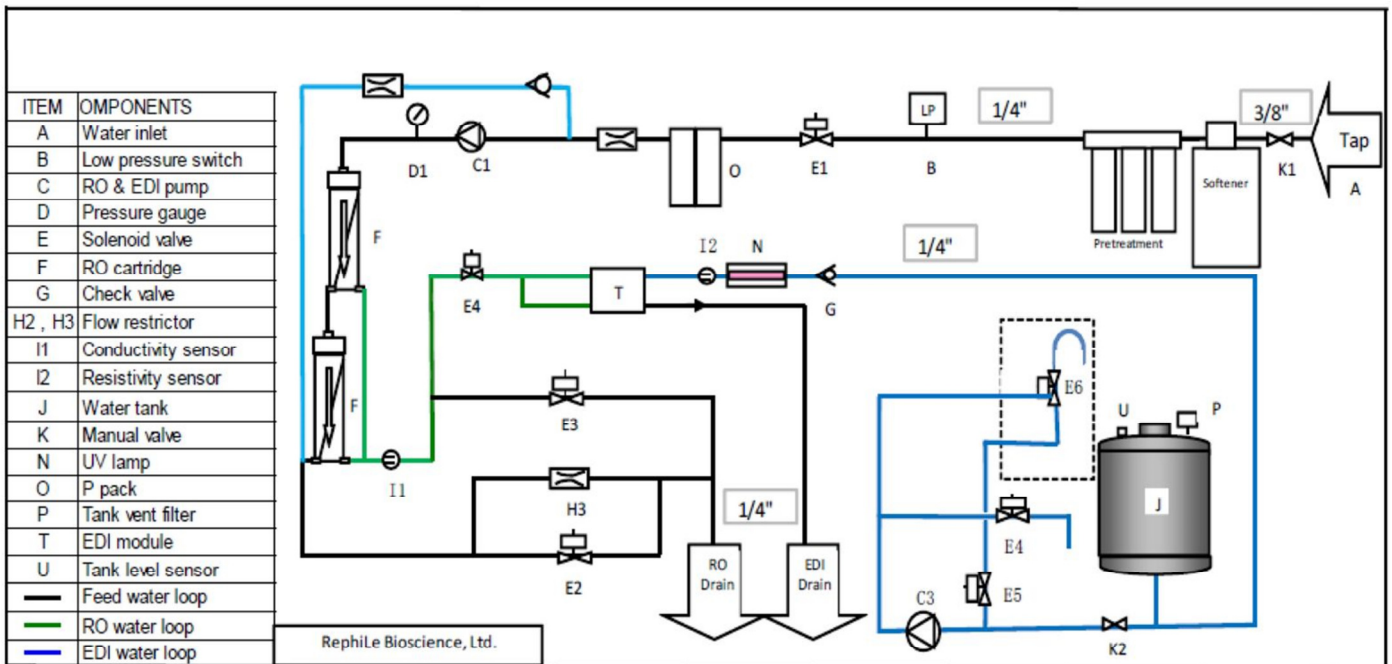 ITEM OMPONENTS
A Water inlet
B Low pressure switch
C RO & EDI pump
D Pressure gauge
E Solenoid valve
F RO cartridge
G Check valve
H2 , H3 Flow restrictor
I1 Conductivity sensor
I2 Resistivity sensor
J Water tank
K Manual valve
N UV lamp
O P pack
P Tank vent filter
T EDI module
U Tank level sensor
Feed water loop
RO water loop
EDI water loop
LP
1/4"
3/8"
Tap
D1
C1
O
E1
B
Softener
K1
A
F
Pretreatment
I2
N
1/4"
E4
T
G
E6
U
P
F
E3
I1
H3
1/4"
J
E4
E2
RO
Drain
EDI
Drain
C3
E5
K2
RephiLe Bioscience, Ltd.